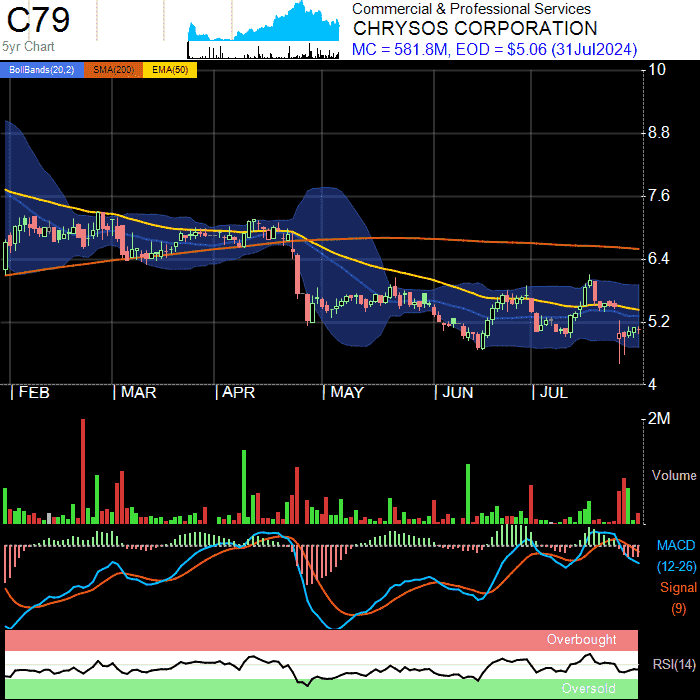 C79
5yr Chart
Commercial & Professional Services
CHRYSOS CORPORATION
MC = 581.8M, EOD = $5.06 (31Jul2024)
BollBands(20,2) SMA(200) EMA(50)
10
8.8
7.6
6.4
5.2
4
FEB MAR APR MAY JUN JUL
2M
Volume
MACD
(12-26)
Signal
(9)
Overbought
RSI(14)
Oversold